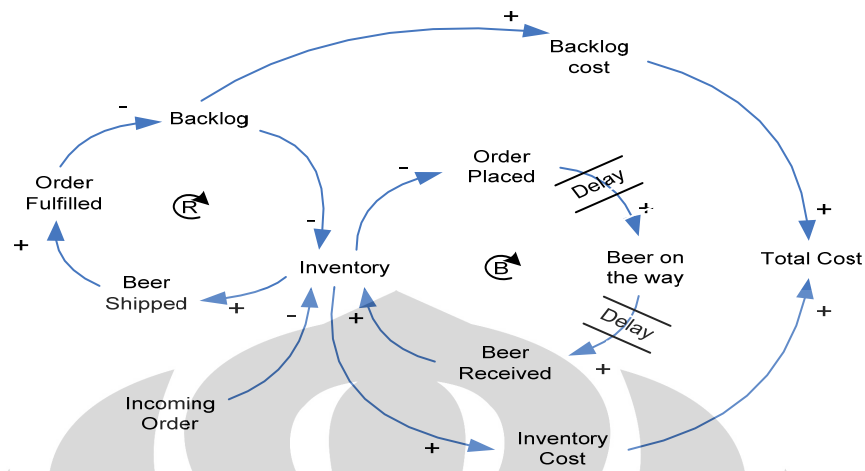 +
Backlog
cost
-
Backlog
Order
Placed
-
Delay
Order
Fulfilled
R
+
-
+
+
Inventory
B
Beer on
the way
Total Cost
Beer
Shipped
+
-
+
Delay
+
Beer
Received
+
Incoming
Order
+
Inventory
Cost